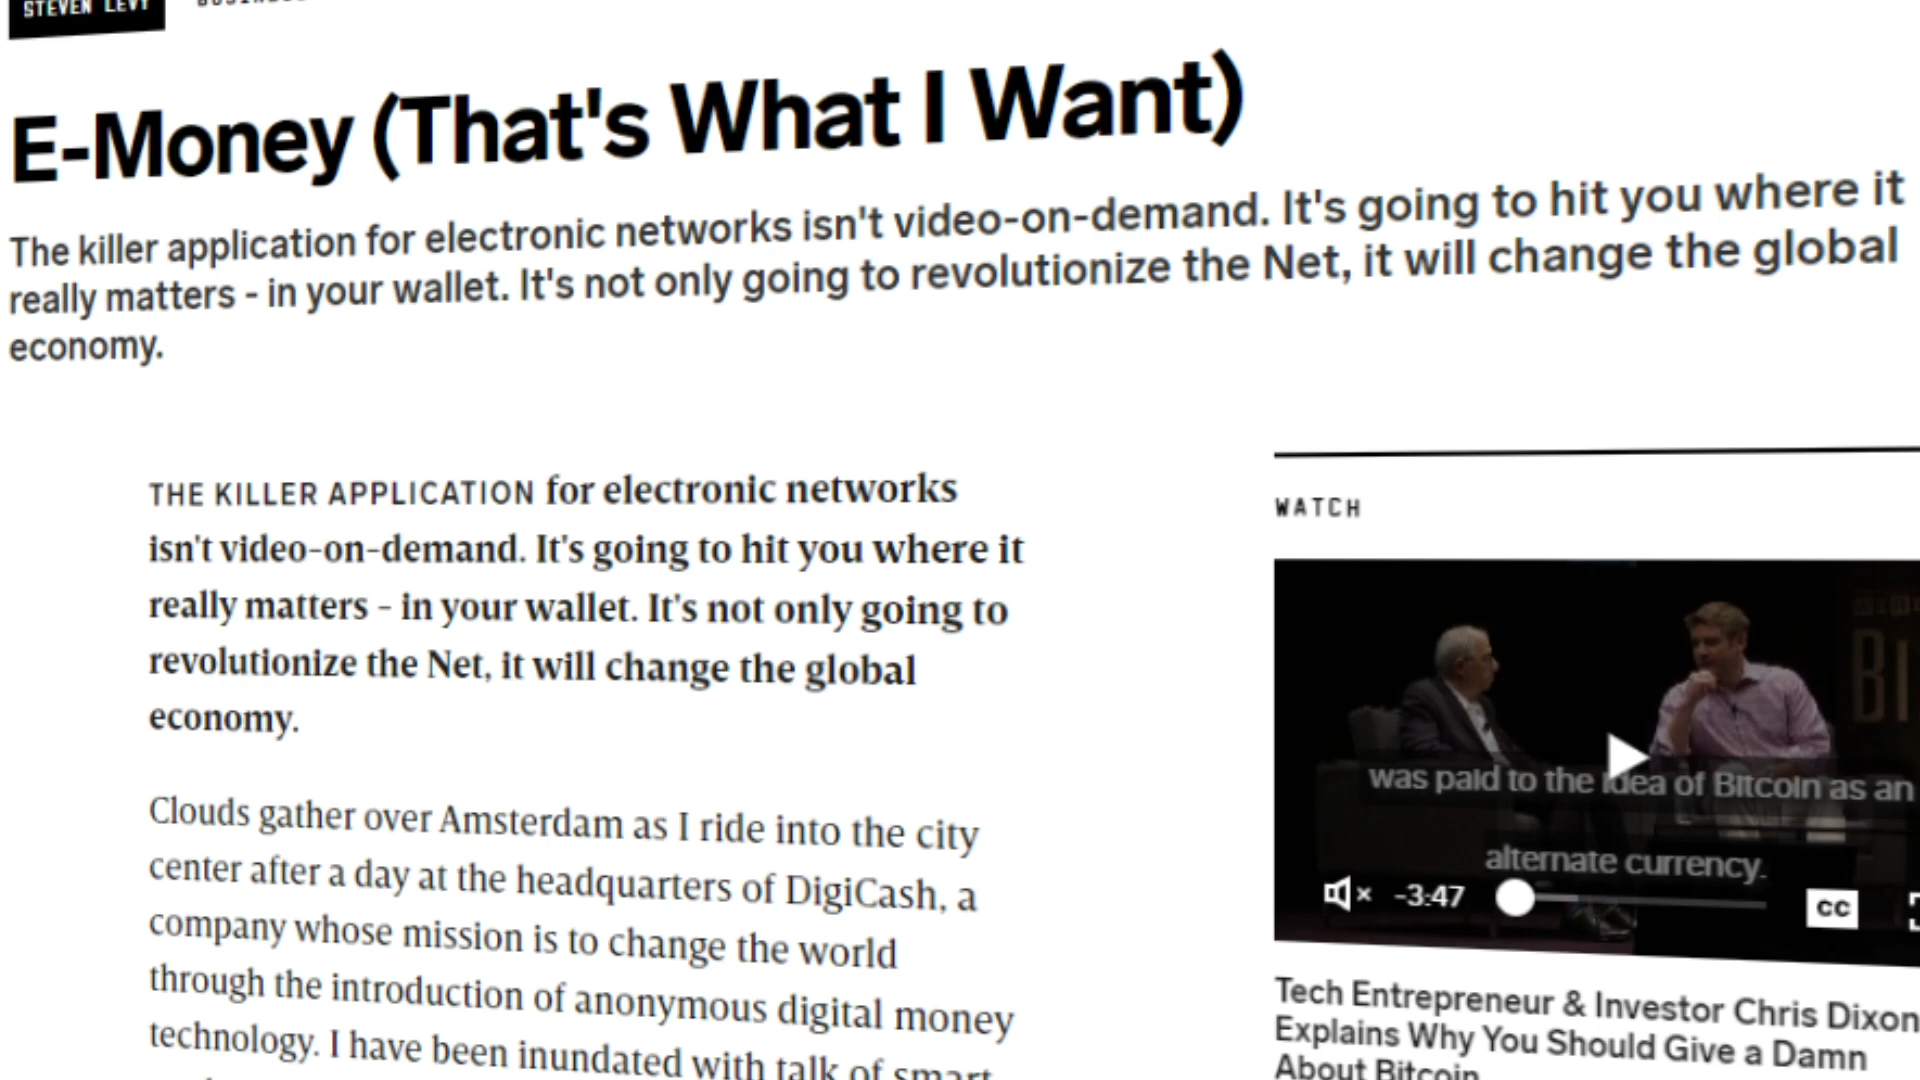 STEVEN LEVY
E-Money (That's What I Want)
The killer application for electronic networks isn't video-on-demand. It's going to hit you where it
really matters - in your wallet. It's not only going to revolutionize the Net, it will change the global
economy.
THE KILLER APPLICATION for electronic networks
isn't video-on-demand. It's going to hit you where it
really matters - in your wallet. It's not only going to
revolutionize the Net, it will change the global
economy.
Clouds gather over Amsterdam as I ride into the city
center after a day at the headquarters of DigiCash, a
company whose mission is to change the world
through the introduction of anonymous digital money
technology. I have been inundated with talk of smart
WATCH
BI
was paid to the idea of Bitcoin as an
alternate currency.
-3:47
CC
Tech Entrepreneur & Investor Chris Dixon
Explains Why You Should Give a Damn
About Bitcoin